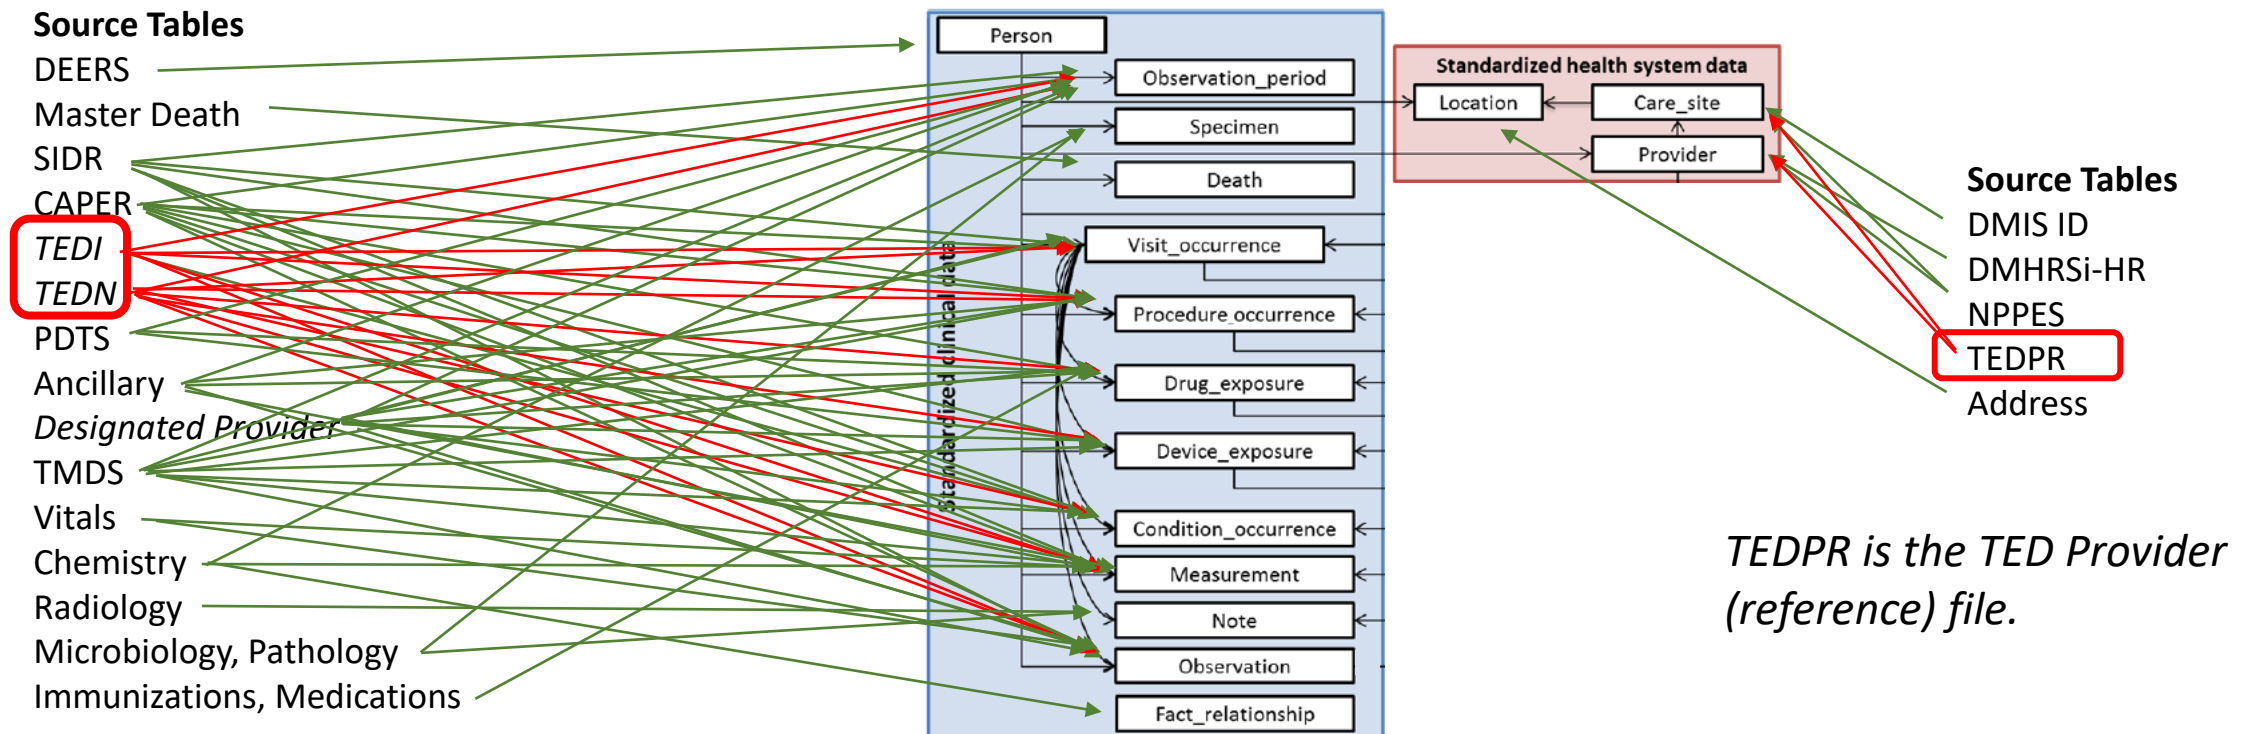 Source Tables
DEERS
Master Death
SIDR
CAPER
TEDI
TEDN
PDTS
Ancillary
Designated Provider
TMDS
Vitals
Chemistry
Radiology
Microbiology, Pathology
Immunizations, Medications
Standardized clinical data
Person
Observation_period
Specimen
Death
Visit_occurrence
Procedure_occurrence
Drug_exposure
Device_exposure
Condition_occurrence
Measurement
Note
Observation
Fact_relationship
Standardized health system data
Location
Care_site
Provider
Source Tables
DMIS ID
DMHRSi-HR
NPPES
TEDPR
Address
TEDPR is the TED Provider
(reference) file.